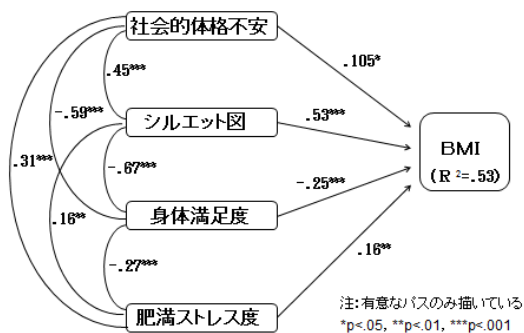 社会的体格不安
.105*
.45***
-.59***
シルエット図
.53***
BMI
(R²=.53)
-.67***
-.25***
.31***
身体満足度
.16**
.16**
-.27***
肥満ストレス度
注:有意なパスのみ描いている
*p<.05, **p<.01, ***p<.001